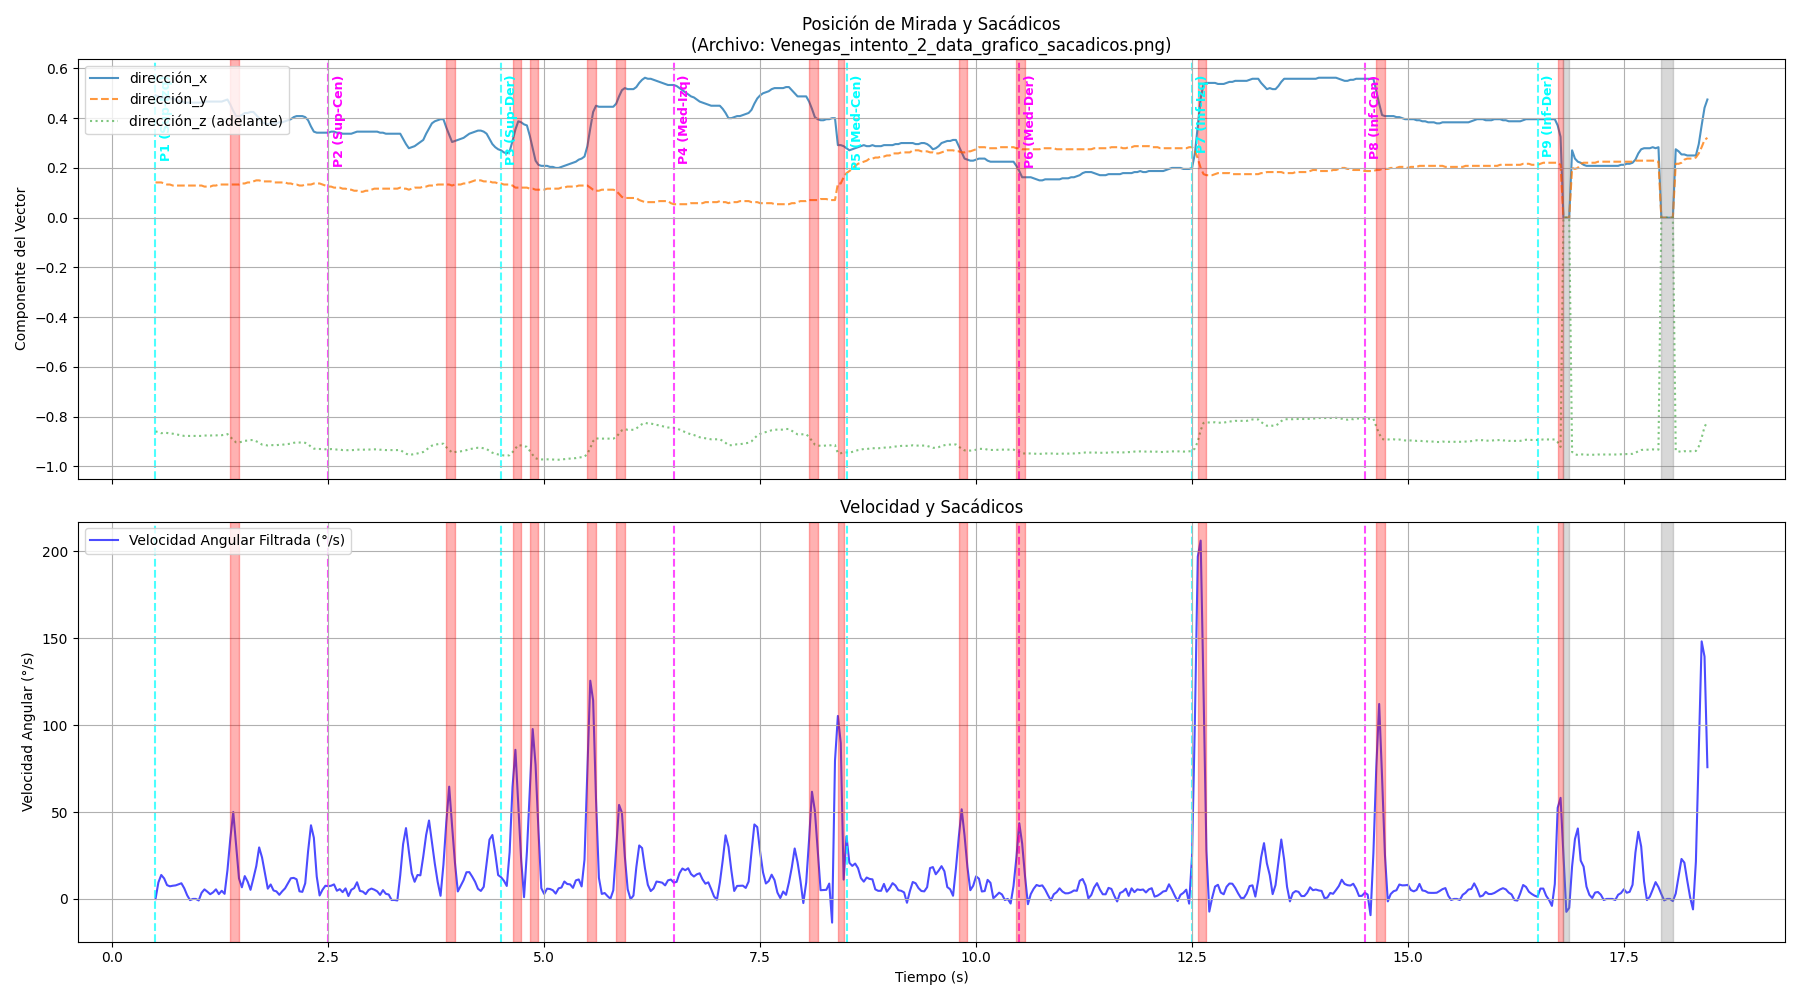 Posición de Mirada y Sacádicos
(Archivo: Venegas_intento_2_data_grafico_sacadicos.png)
dirección_x
dirección_y
dirección_z (adelante)
P1
P2 (Sup-Cen)
P3 (Sup-Der)
P4 (Med-Izq)
P5 (Med-Cen)
P6 (Med-Der)
P7 (Inf-Izq)
P8 (Inf-Cen)
P9 (Inf-Der)
Componente del Vector
0.6
0.4
0.2
0.0
−0.2
−0.4
−0.6
−0.8
−1.0
Velocidad y Sacádicos
Velocidad Angular Filtrada (°/s)
Velocidad Angular (°/s)
200
150
100
50
0
0.0 2.5 5.0 7.5 10.0 12.5 15.0 17.5
Tiempo (s)